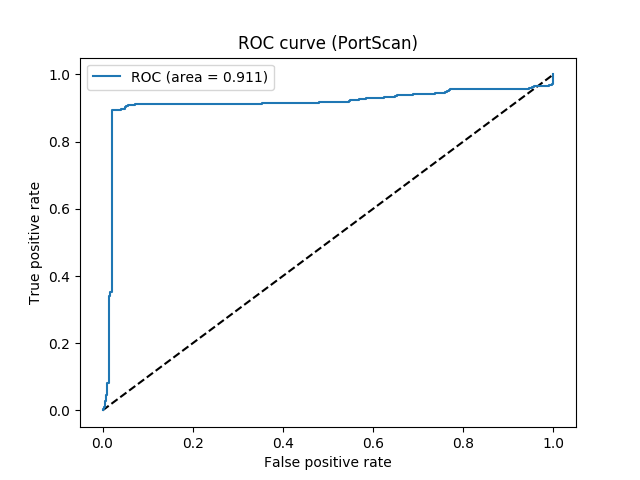 ROC curve (PortScan)
ROC (area = 0.911)
True positive rate
1.0
0.8
0.6
0.4
0.2
0.0
0.0 0.2 0.4 0.6 0.8 1.0
False positive rate